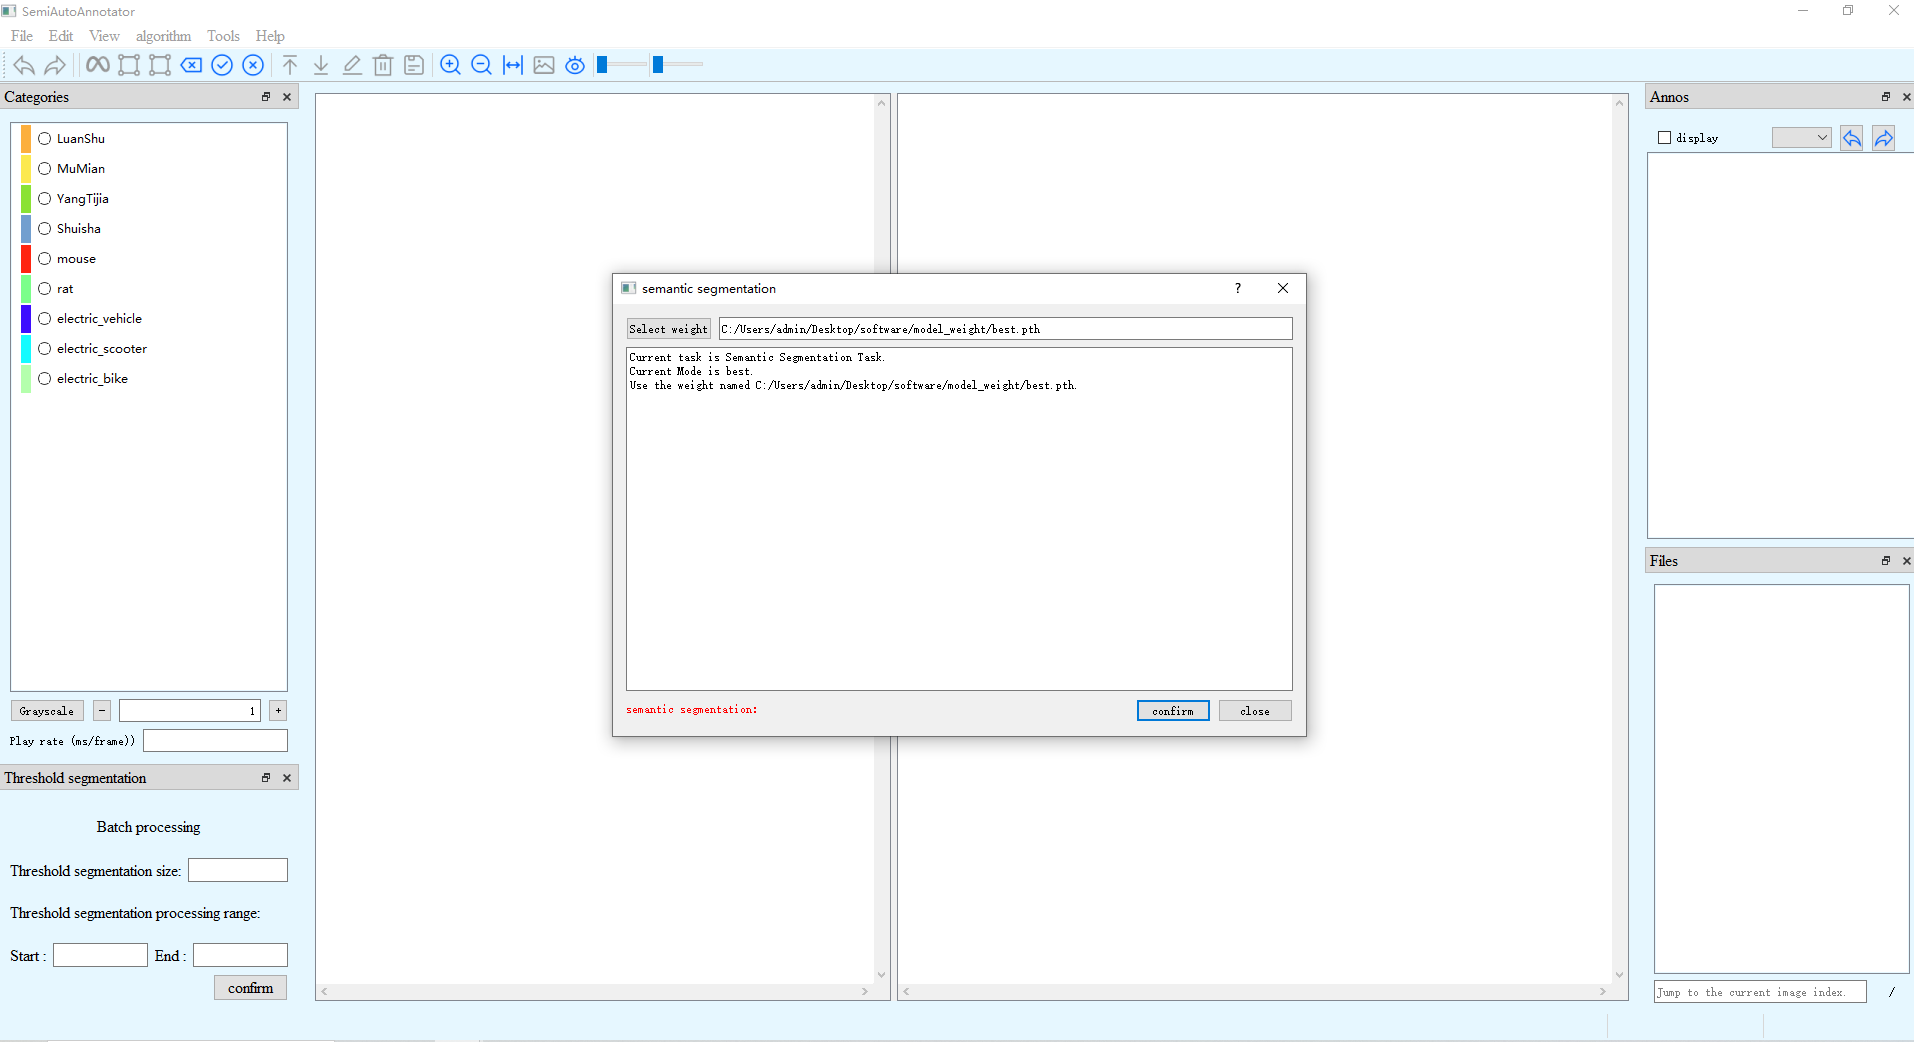 SemiAutoAnnotator
File Edit View algorithm Tools Help
Categories
LuanShu
MuMian
YangTijia
Shuisha
mouse
rat
electric_vehicle
electric_scooter
electric_bike
Grayscale - 1 +
Play rate (ms/frame))
Threshold segmentation
Batch processing
Threshold segmentation size:
Threshold segmentation processing range:
Start : End :
confirm
semantic segmentation ?
Select weight C:/Users/admin/Desktop/software/model_weight/best.pth
Current task is Semantic Segmentation Task.
Current Mode is best.
Use the weight named C:/Users/admin/Desktop/software/model_weight/best.pth.
semantic segmentation: confirm close
Annos
display
Files
Jump to the current image index. /